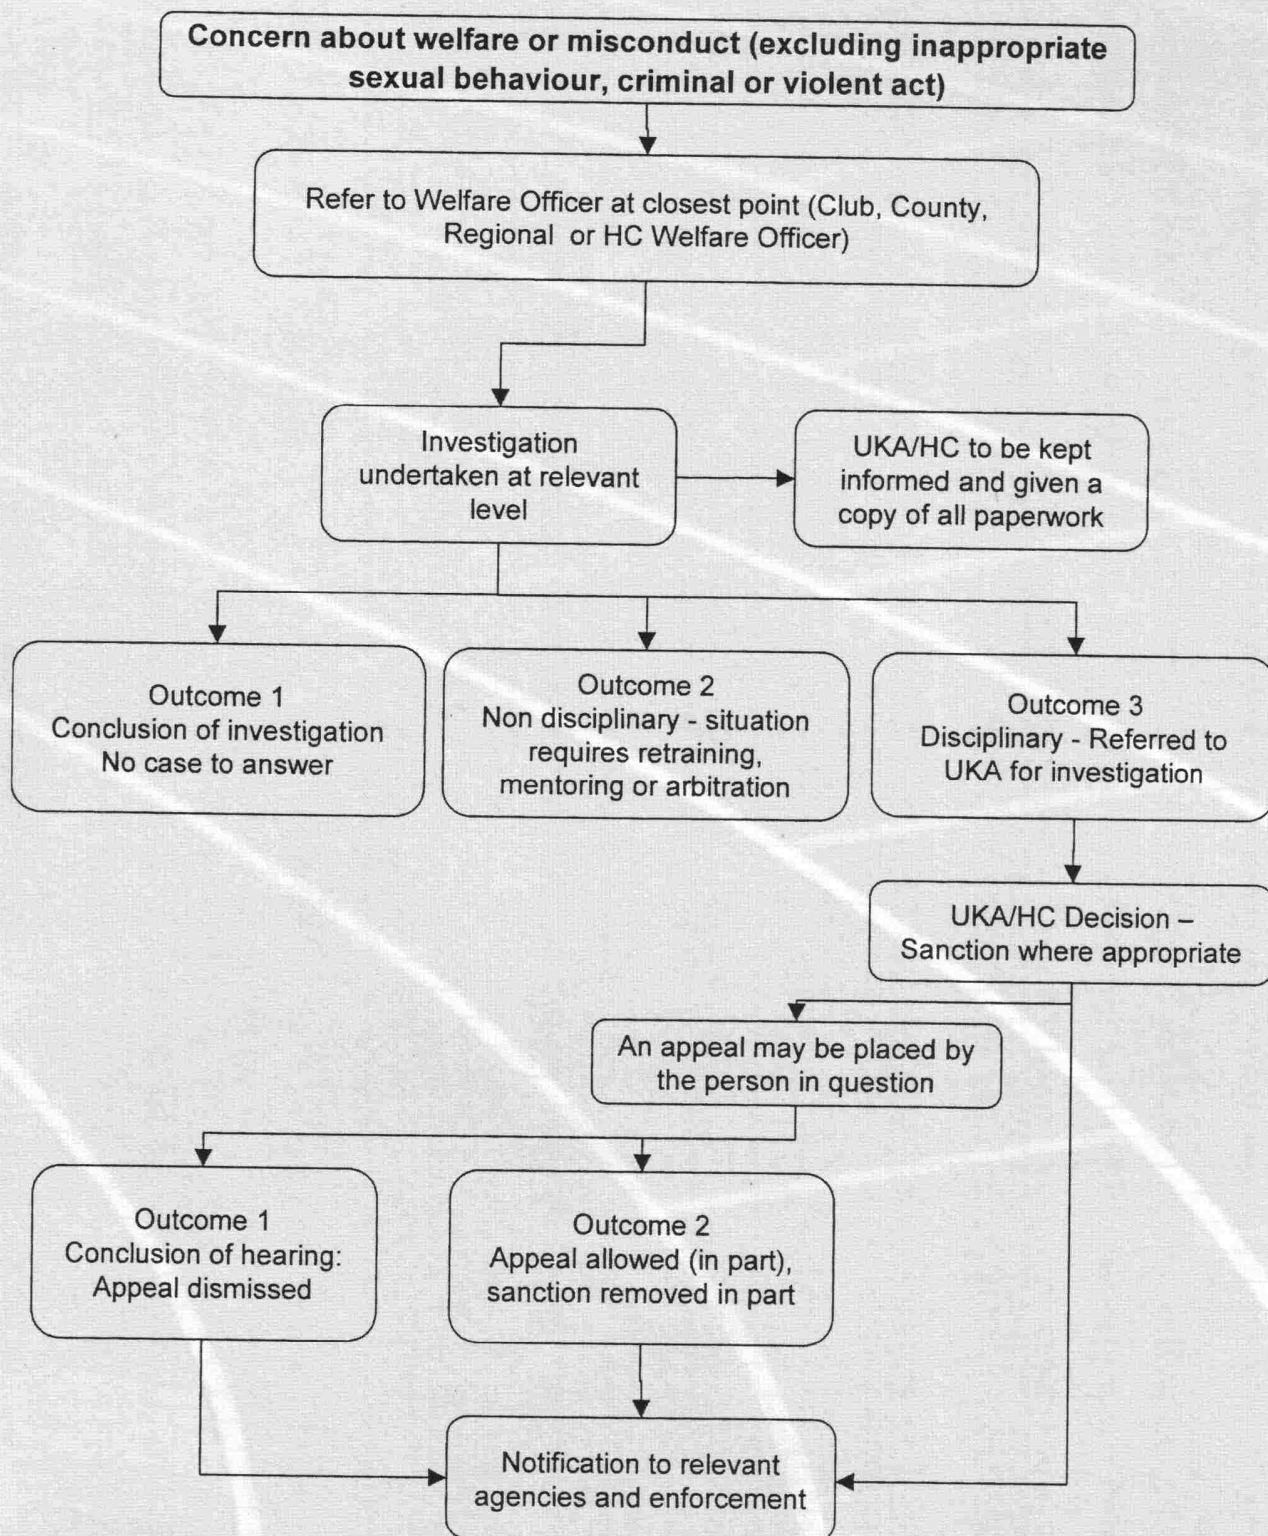 Concern about welfare or misconduct (excluding inappropriate
sexual behaviour, criminal or violent act)
Refer to Welfare Officer at closest point (Club, County,
Regional or HC Welfare Officer)
Investigation
undertaken at relevant
level
UKA/HC to be kept
informed and given a
copy of all paperwork
Outcome 1
Conclusion of investigation
No case to answer
Outcome 2
Non disciplinary - situation
requires retraining,
mentoring or arbitration
Outcome 3
Disciplinary - Referred to
UKA for investigation
UKA/HC Decision –
Sanction where appropriate
An appeal may be placed by
the person in question
Outcome 1
Conclusion of hearing:
Appeal dismissed
Outcome 2
Appeal allowed (in part),
sanction removed in part
Notification to relevant
agencies and enforcement